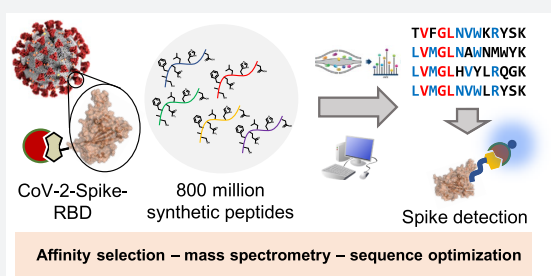 TVFGLNVWKRYSK
LVMGLNAWNMWYK
LVMGLHVYLRQGK
LVMGLNVWLRYSK
CoV-2-Spike-
RBD
800 million
synthetic peptides
Spike detection
Affinity selection – mass spectrometry – sequence optimization